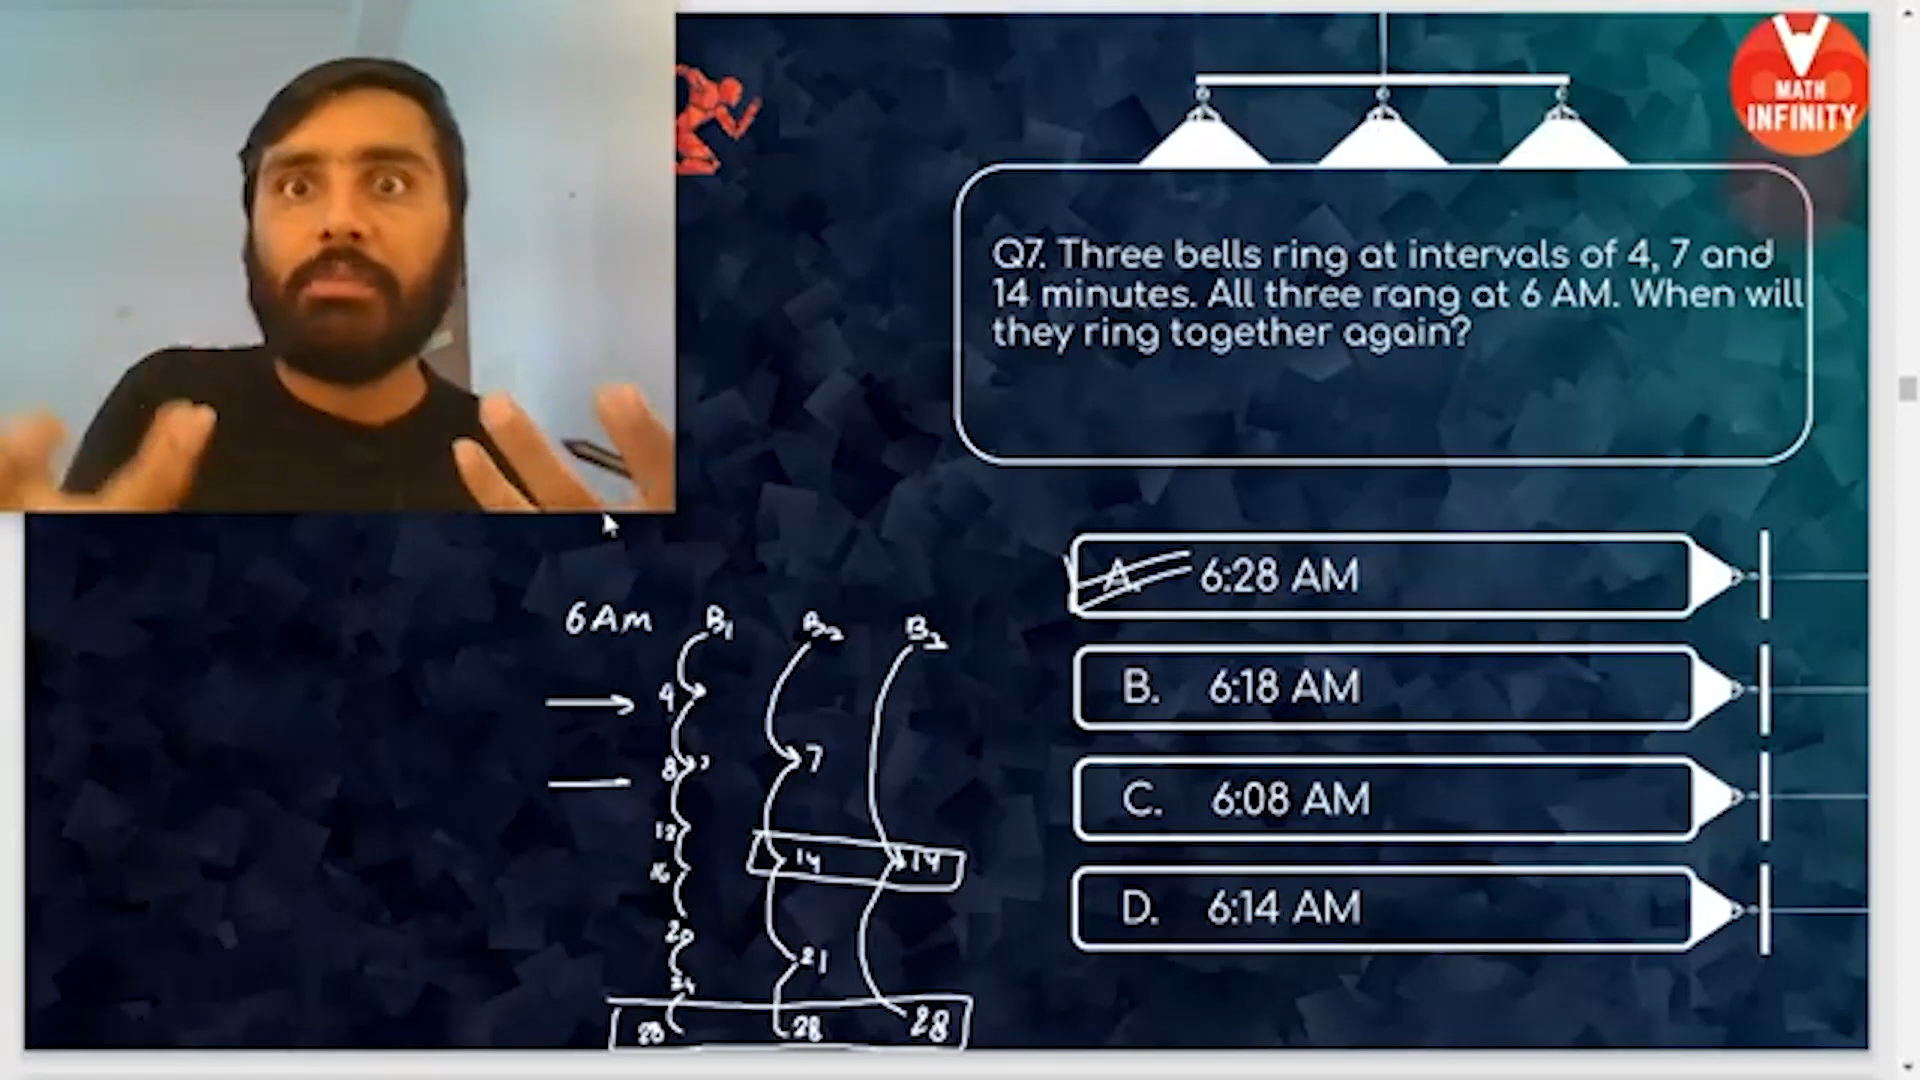 MATH
INFINITY
Q7. Three bells ring at intervals of 4, 7 and
14 minutes. All three rang at 6 AM. When will
they ring together again?
A. 6:28 AM
B. 6:18 AM
C. 6:08 AM
D. 6:14 AM
6 Am B1 B2 B3
4
7
8
12
14 14
16
20
21
24
28 28 28